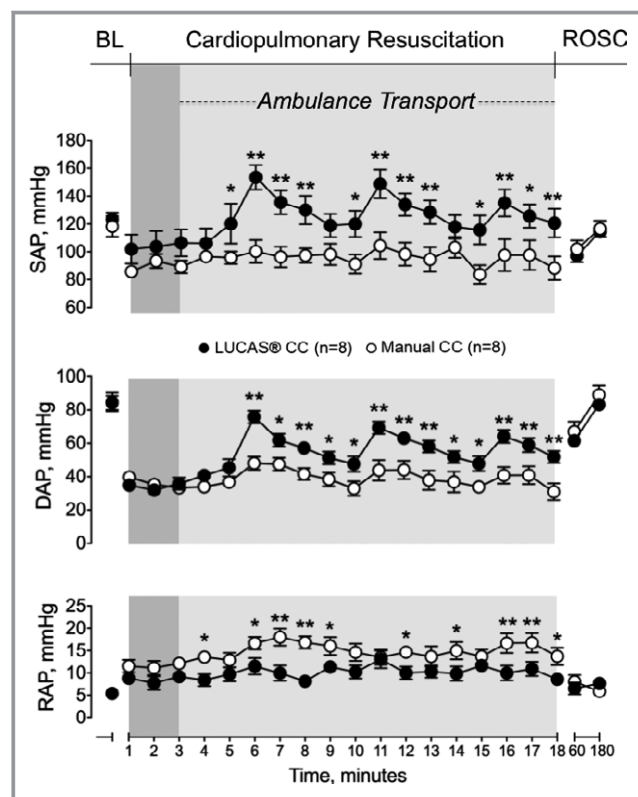 BL Cardiopulmonary Resuscitation ROSC
Ambulance Transport
SAP, mmHg
180
160
140
120
100
80
60
* ** ** ** * ** ** ** * ** * **
● LUCAS® CC (n=8) ○ Manual CC (n=8)
DAP, mmHg
100
80
60
40
20
0
** * ** * * ** ** ** * * ** ** **
RAP, mmHg
25
20
15
10
5
0
* * ** ** * * * ** ** *
1 2 3 4 5 6 7 8 9 10 11 12 13 14 15 16 17 18 60 180
Time, minutes